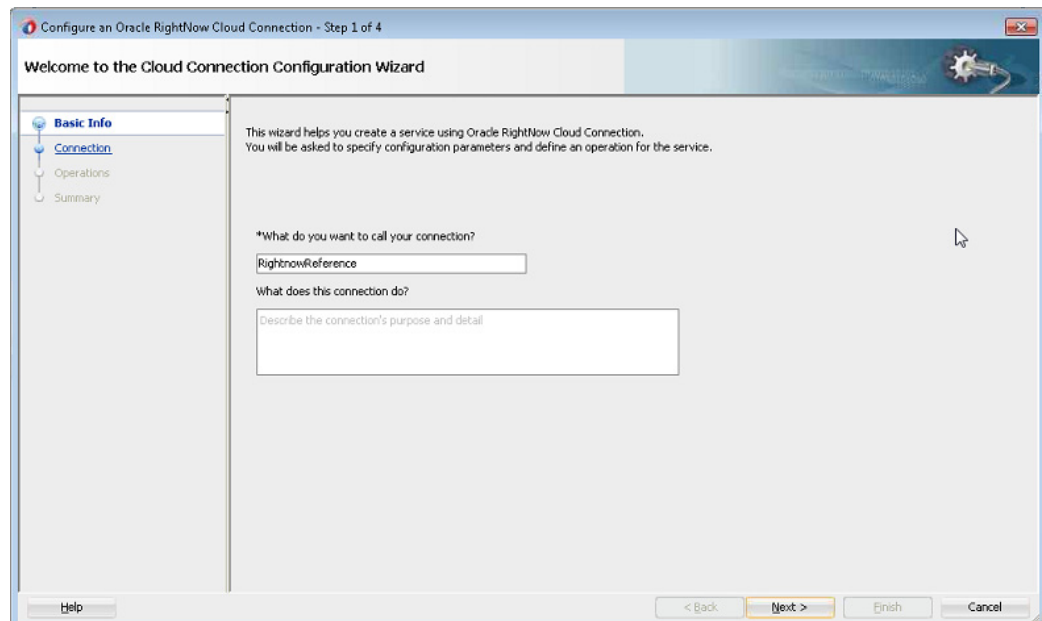 Configure an Oracle RightNow Cloud Connection - Step 1 of 4
Welcome to the Cloud Connection Configuration Wizard
Basic Info
Connection
Operations
Summary
This wizard helps you create a service using Oracle RightNow Cloud Connection.
You will be asked to specify configuration parameters and define an operation for the service.
*What do you want to call your connection?
RightnowReference
What does this connection do?
Describe the connection's purpose and detail
Help
< Back
Next >
Finish
Cancel